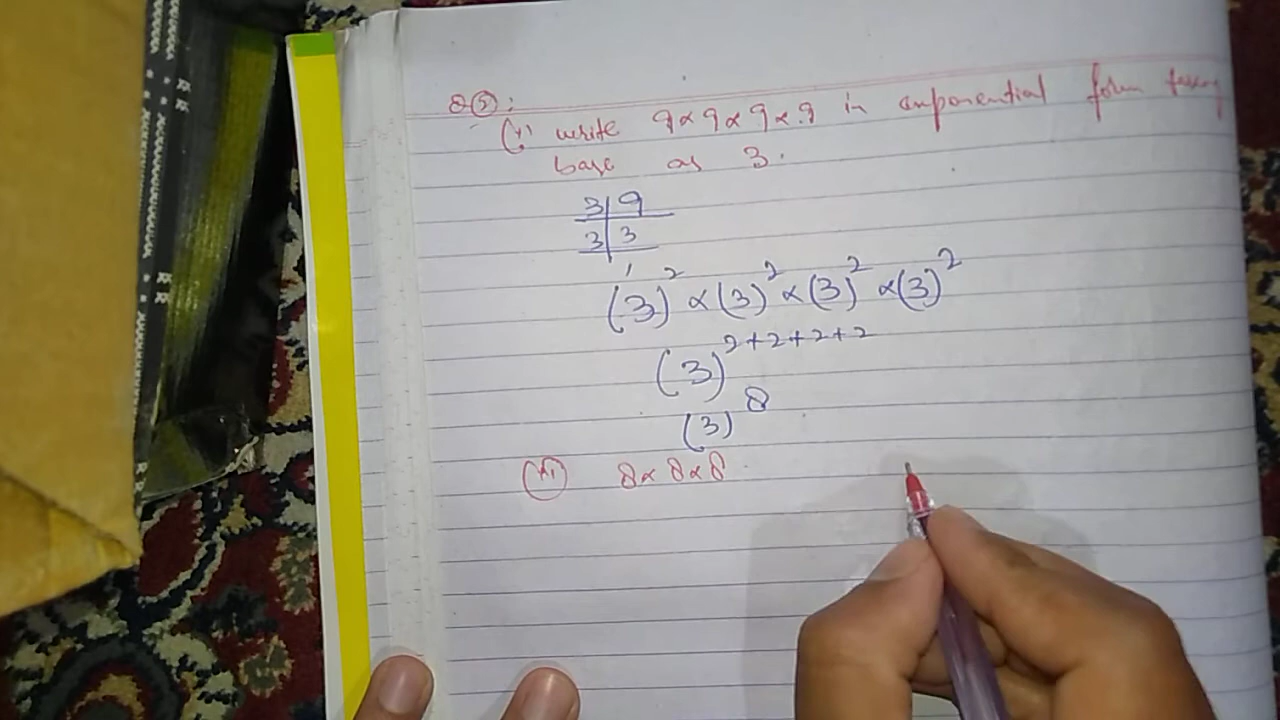 Q(5):
(i) write 9×9×9×9 in exponential form taking
base as 3.
3|9
3|3
1
(3)² × (3)² × (3)² × (3)²
(3)²⁺²⁺²⁺²
(3)⁸
(ii) 8×8×8